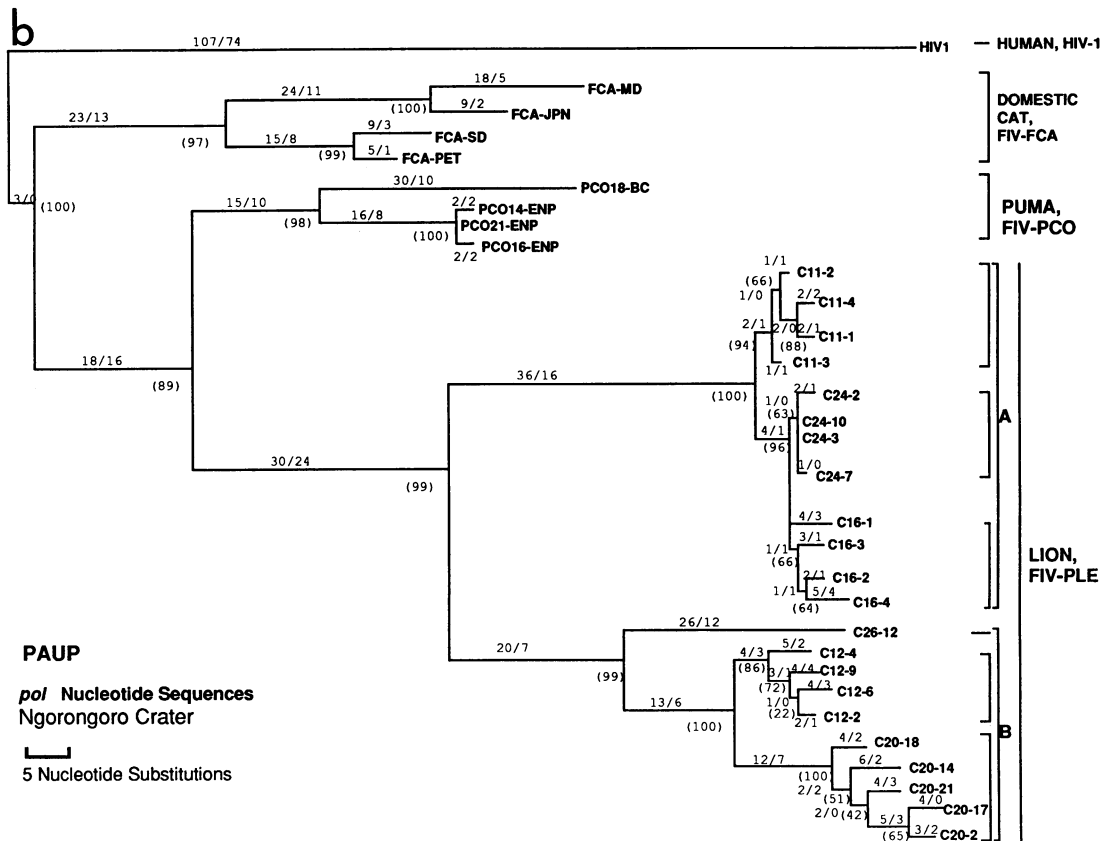 b
107/74
HIV1
HUMAN, HIV-1
18/5
24/11
FCA-MD
(100)
9/2
FCA-JPN
23/13
(97)
9/3
15/8
FCA-SD
(99)
5/1
FCA-PET
DOMESTIC
CAT,
FIV-FCA
3/0
(100)
30/10
PCO18-BC
15/10
(98)
2/2
PCO14-ENP
16/8
PCO21-ENP
(100)
PCO16-ENP
2/2
PUMA,
FIV-PCO
1/1
C11-2
(66)
1/0
2/2
C11-4
2/1
2/0
2/1
C11-1
(94)
(88)
C11-3
1/1
18/16
(89)
36/16
(100)
2/1
C24-2
1/0
(63)
C24-10
4/1
C24-3
(96)
1/0
C24-7
A
30/24
(99)
4/3
C16-1
3/1
C16-3
1/1
(66)
2/1
C16-2
1/1
5/4
C16-4
(64)
LION,
FIV-PLE
26/12
C26-12
20/7
(99)
5/2
C12-4
4/3
(86)
3/1
4/4
C12-9
(72)
4/3
C12-6
1/0
(22)
C12-2
2/1
13/6
(100)
B
4/2
C20-18
12/7
(100)
6/2
C20-14
2/2
(51)
4/3
C20-21
2/0
(42)
4/0
C20-17
5/3
(65)
3/2
C20-2
PAUP
pol Nucleotide Sequences
Ngorongoro Crater
5 Nucleotide Substitutions